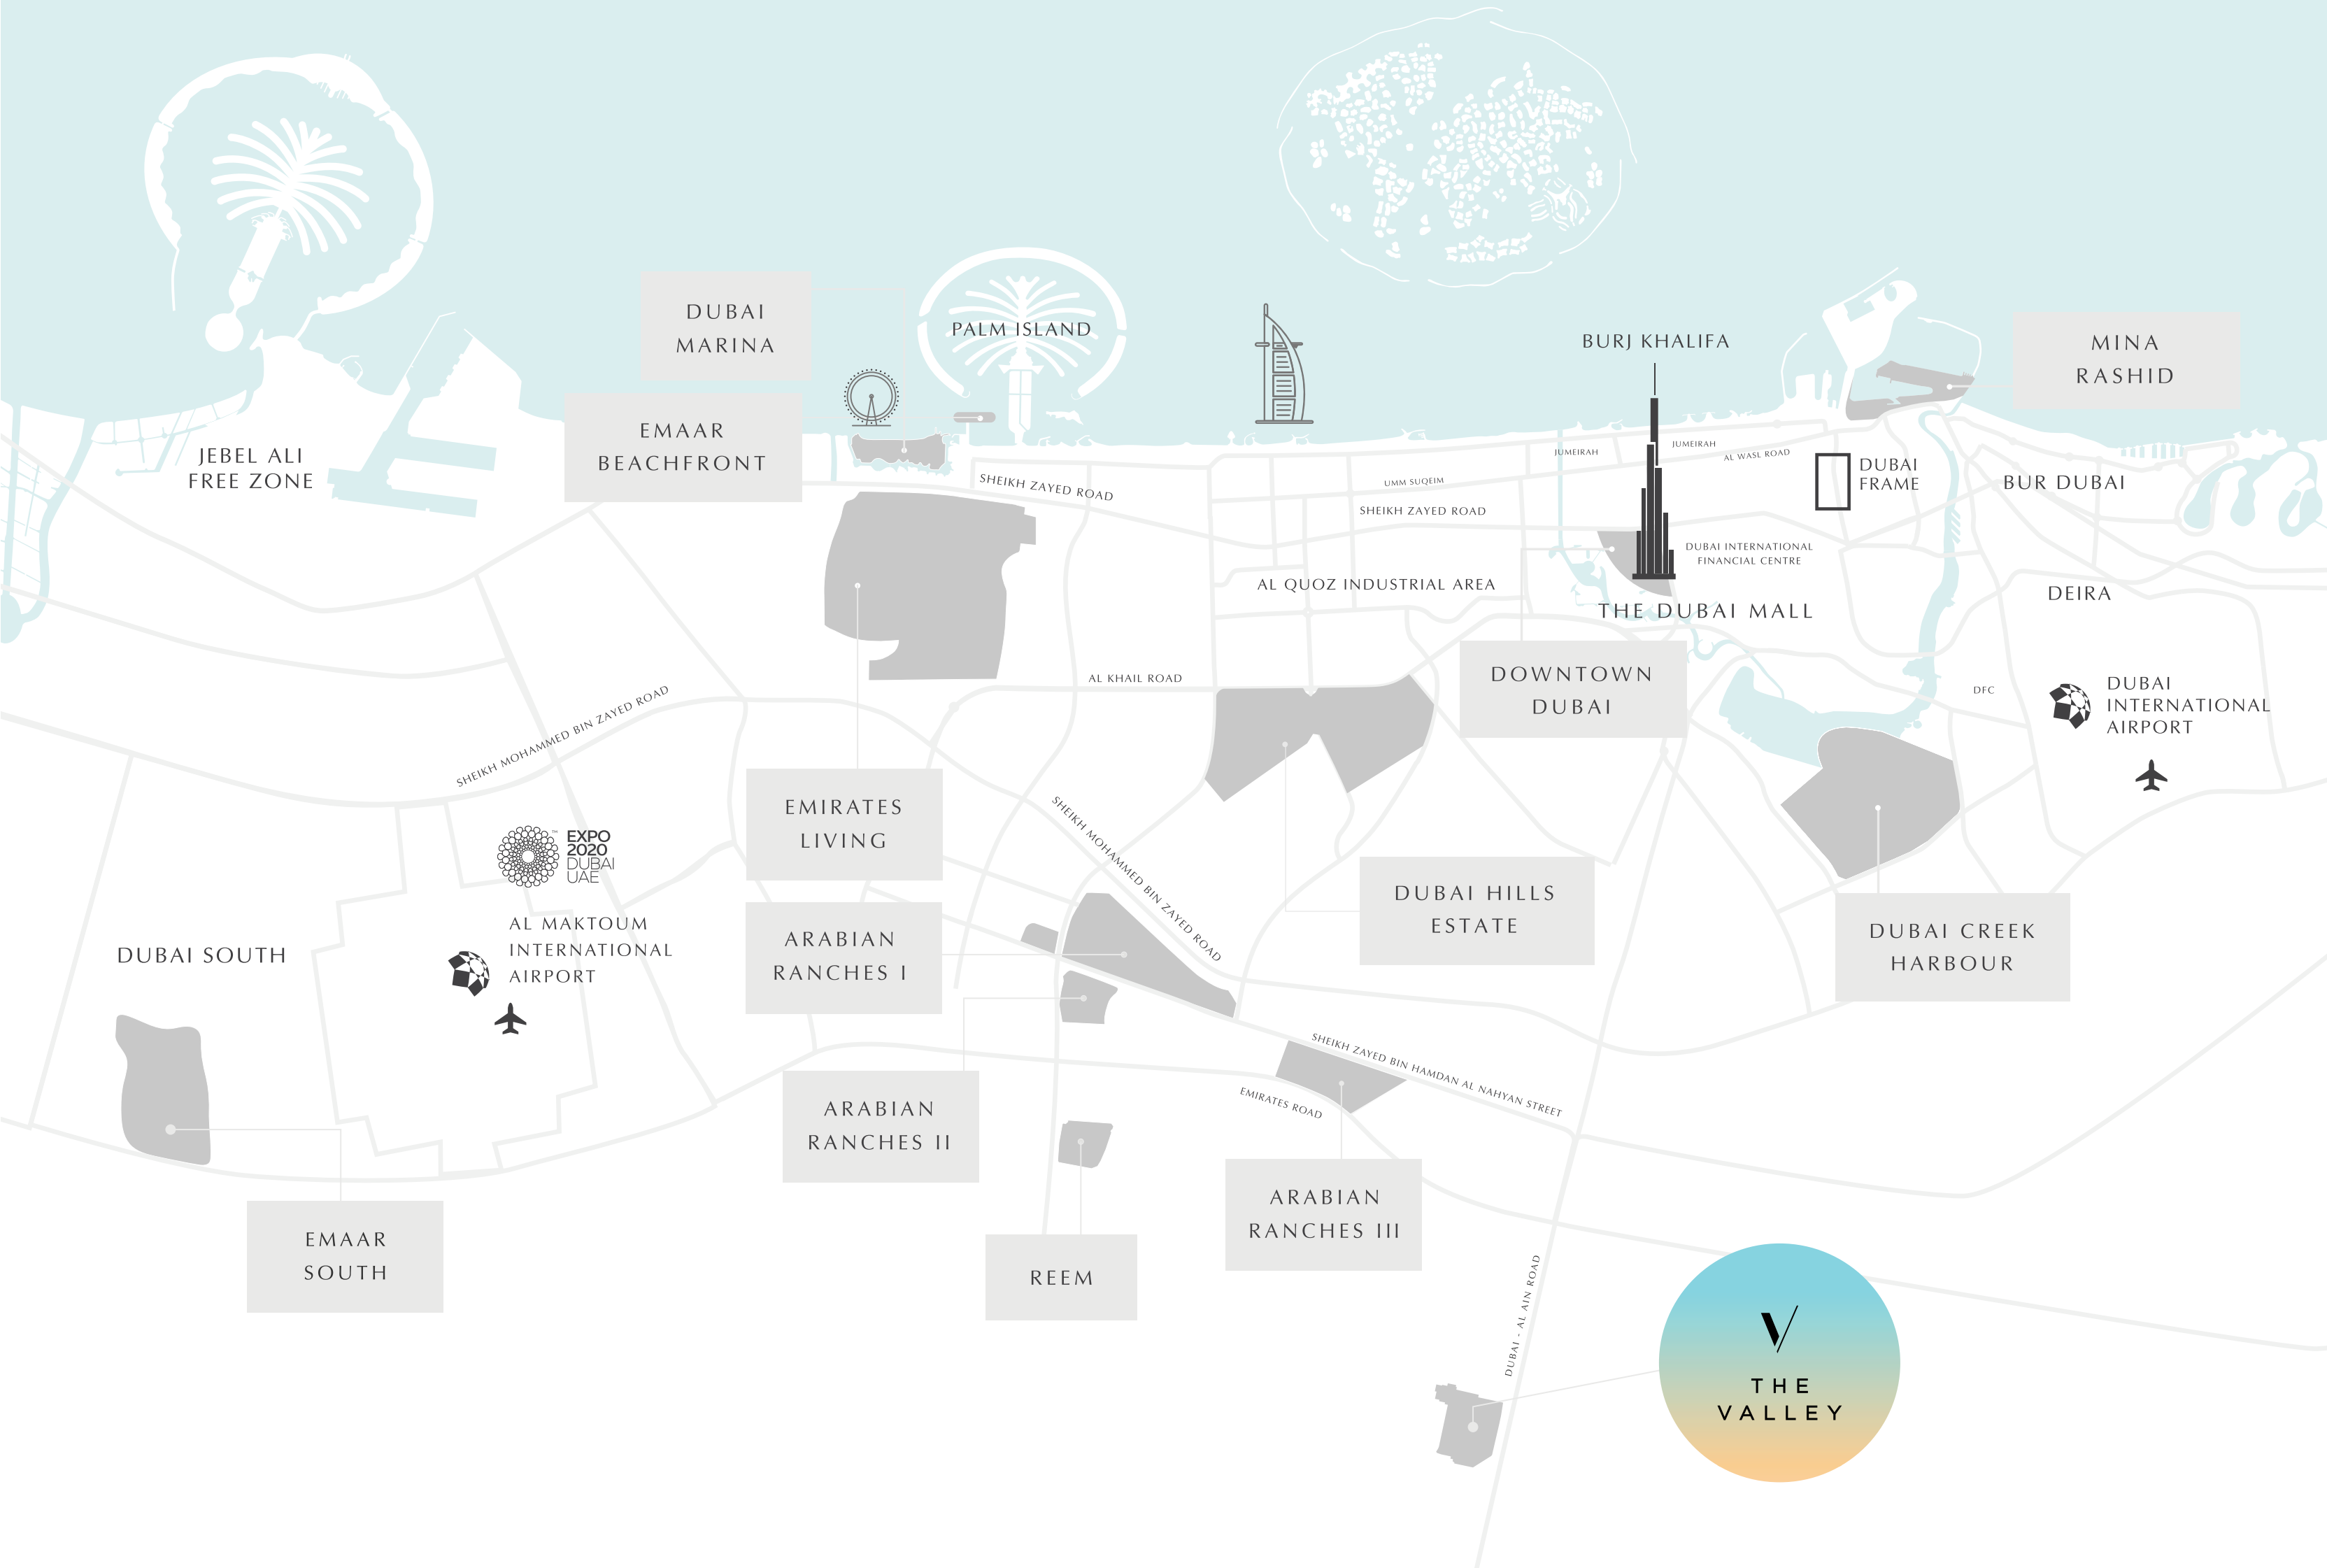 DUBAI
MARINA
PALM ISLAND
BURJ KHALIFA
MINA
RASHID
EMAAR
BEACHFRONT
JEBEL ALI
FREE ZONE
SHEIKH ZAYED ROAD
UMM SUQEIM
SHEIKH ZAYED ROAD
JUMEIRAH
JUMEIRAH
AL WASL ROAD
DUBAI
FRAME
BUR DUBAI
DUBAI INTERNATIONAL
FINANCIAL CENTRE
AL QUOZ INDUSTRIAL AREA
THE DUBAI MALL
DEIRA
DOWNTOWN
DUBAI
AL KHAIL ROAD
DFC
DUBAI
INTERNATIONAL
AIRPORT
SHEIKH MOHAMMED BIN ZAYED ROAD
EMIRATES
LIVING
SHEIKH MOHAMMED BIN ZAYED ROAD
EXPO
2020
DUBAI
UAE
TM
AL MAKTOUM
INTERNATIONAL
AIRPORT
DUBAI SOUTH
ARABIAN
RANCHES I
DUBAI HILLS
ESTATE
DUBAI CREEK
HARBOUR
SHEIKH ZAYED BIN HAMDAN AL NAHYAN STREET
EMIRATES ROAD
ARABIAN
RANCHES II
ARABIAN
RANCHES III
EMAAR
SOUTH
REEM
DUBAI - AL AIN ROAD
V
THE
VALLEY